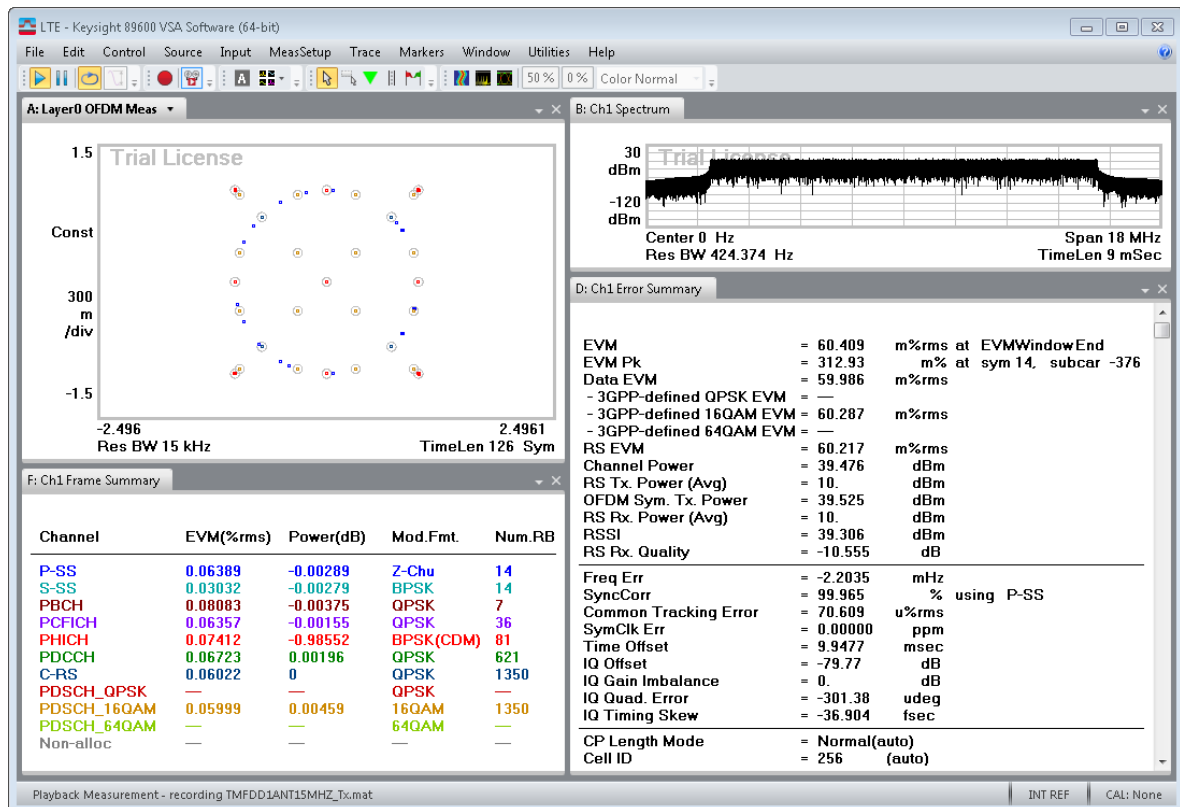 LTE - Keysight 89600 VSA Software (64-bit)
File Edit Control Source Input MeasSetup Trace Markers Window Utilities Help
A 50 % 0 % Color Normal
A: Layer0 OFDM Meas
1.5 Trial License
Const
300
m
/div
-1.5
-2.496 2.4961
Res BW 15 kHz TimeLen 126 Sym
B: Ch1 Spectrum
30 Trial License
dBm
-120
dBm
Center 0 Hz Span 18 MHz
Res BW 424.374 Hz TimeLen 9 mSec
D: Ch1 Error Summary
EVM = 60.409 m%rms at EVMWindowEnd
EVM Pk = 312.93 m% at sym 14, subcar -376
Data EVM = 59.986 m%rms
- 3GPP-defined QPSK EVM = —
- 3GPP-defined 16QAM EVM = 60.287 m%rms
- 3GPP-defined 64QAM EVM = —
RS EVM = 60.217 m%rms
Channel Power = 39.476 dBm
RS Tx. Power (Avg) = 10. dBm
OFDM Sym. Tx. Power = 39.525 dBm
RS Rx. Power (Avg) = 10. dBm
RSSI = 39.306 dBm
RS Rx. Quality = -10.555 dB
Freq Err = -2.2035 mHz
SyncCorr = 99.965 % using P-SS
Common Tracking Error = 70.609 u%rms
SymClk Err = 0.00000 ppm
Time Offset = 9.9477 msec
IQ Offset = -79.77 dB
IQ Gain Imbalance = 0. dB
IQ Quad. Error = -301.38 udeg
IQ Timing Skew = -36.904 fsec
CP Length Mode = Normal(auto)
Cell ID = 256 (auto)
F: Ch1 Frame Summary
Channel EVM(%rms) Power(dB) Mod.Fmt. Num.RB
P-SS 0.06389 -0.00289 Z-Chu 14
S-SS 0.03032 -0.00279 BPSK 14
PBCH 0.08083 -0.00375 QPSK 7
PCFICH 0.06357 -0.00155 QPSK 36
PHICH 0.07412 -0.98552 BPSK(CDM) 81
PDCCH 0.06723 0.00196 QPSK 621
C-RS 0.06022 0 QPSK 1350
PDSCH_QPSK — — QPSK —
PDSCH_16QAM 0.05999 0.00459 16QAM 1350
PDSCH_64QAM — — 64QAM —
Non-alloc — — — —
Playback Measurement - recording TMFDD1ANT15MHZ_Tx.mat INT REF CAL: None